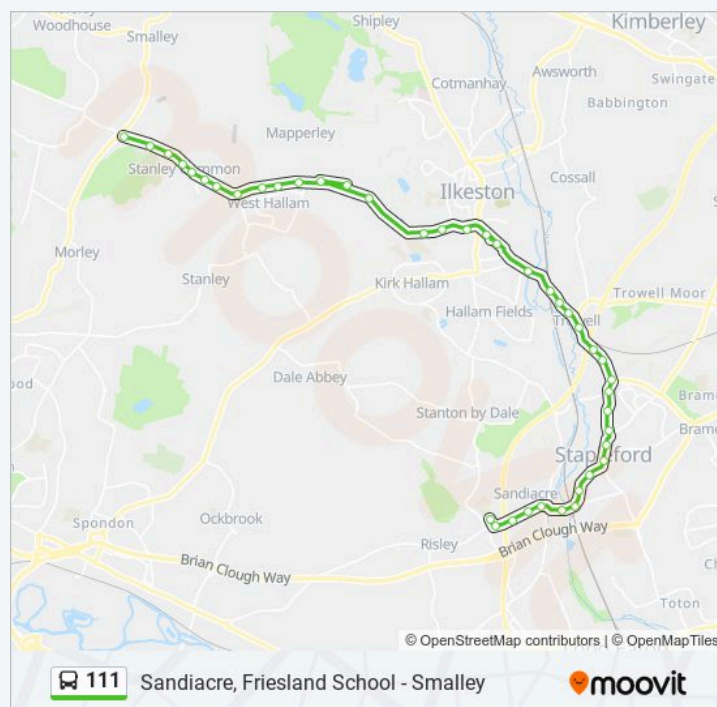 Kimberley
Shipley
Woodhouse
Smalley
Awsworth
Swingate
Cotmanhay
Babbington
Mapperley
Stanley Common
Cossall
Ilkeston
West Hallam
Morley
Stanley
Kirk Hallam
Trowell Moor
Hallam Fields
Trowell
Dale Abbey
Stanton by Dale
Stapleford
Sandiacre
Ockbrook
Spondon
Risley
Brian Clough Way
Brian Clough Way
Toton
© OpenStreetMap contributors | © OpenMapTiles
111 Sandiacre, Friesland School - Smalley
moovit